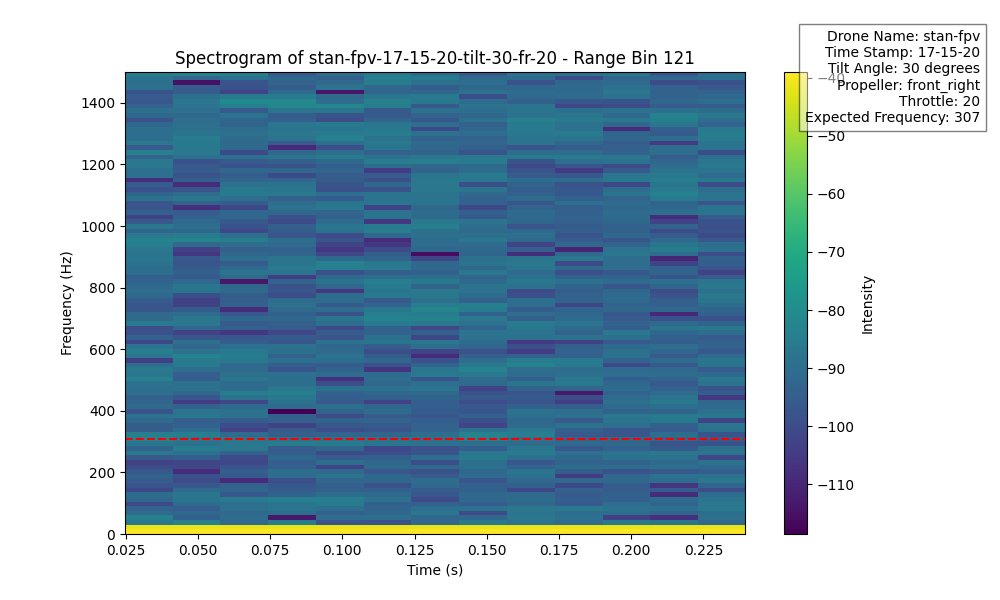 Spectrogram of stan-fpv-17-15-20-tilt-30-fr-20 - Range Bin 121
Drone Name: stan-fpv
Time Stamp: 17-15-20
Tilt Angle: 30 degrees
Propeller: front_right
Throttle: 20
Expected Frequency: 307
Frequency (Hz)
1400
1200
1000
800
600
400
200
0
0.025
0.050
0.075
0.100
0.125
0.150
0.175
0.200
0.225
Time (s)
−40
−50
−60
−70
−80
−90
−100
−110
Intensity